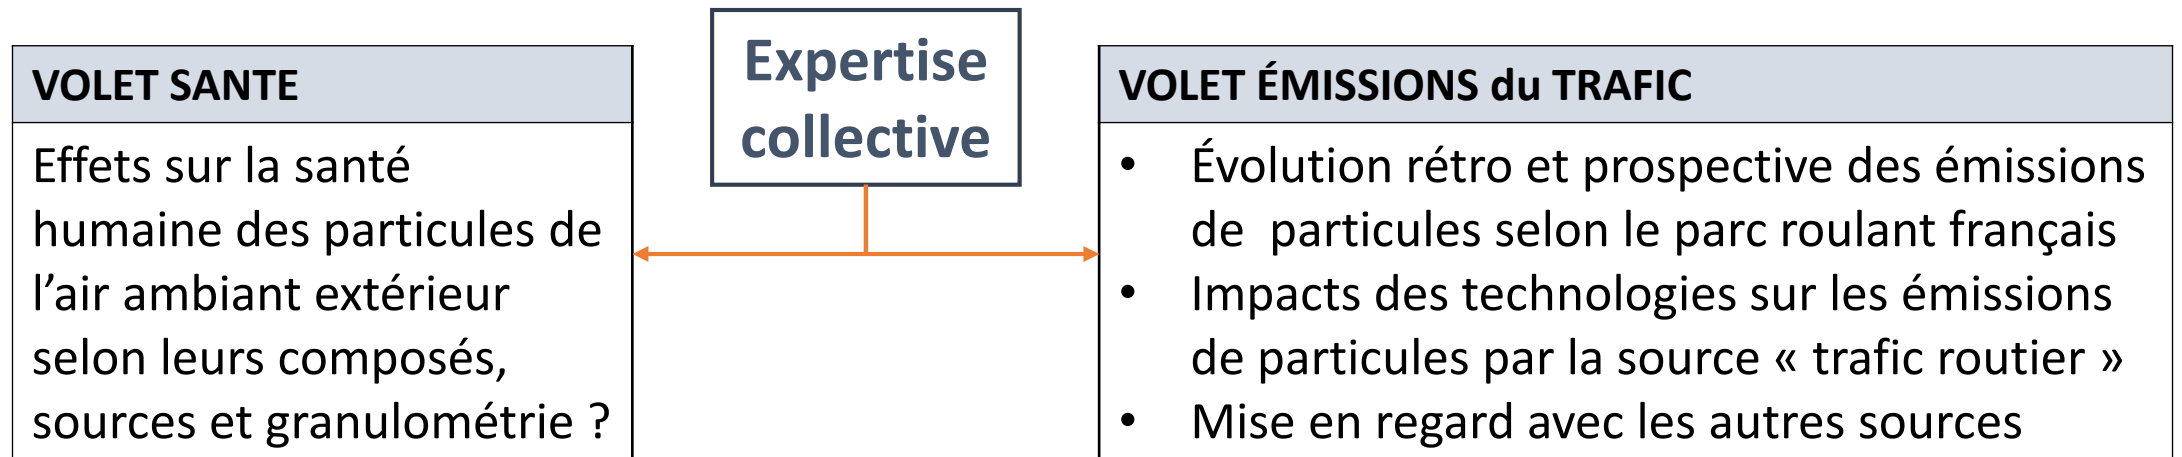 Expertise
collective
VOLET SANTE
Effets sur la santé
humaine des particules de
l’air ambiant extérieur
selon leurs composés,
sources et granulométrie ?
VOLET ÉMISSIONS du TRAFIC
• Évolution rétro et prospective des émissions
de particules selon le parc roulant français
• Impacts des technologies sur les émissions
de particules par la source « trafic routier »
• Mise en regard avec les autres sources